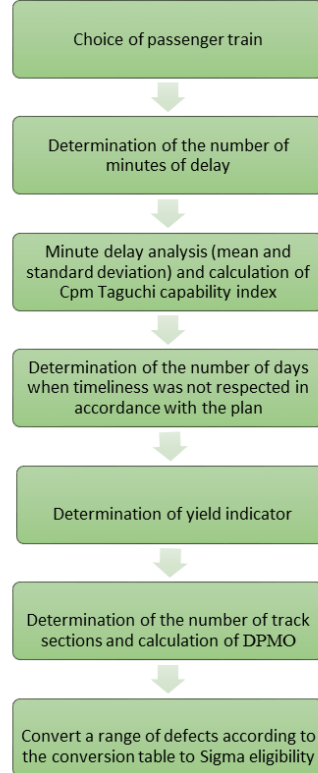 Choice of passenger train
Determination of the number of
minutes of delay
Minute delay analysis (mean and
standard deviation) and calculation of
Cpm Taguchi capability index
Determination of the number of days
when timeliness was not respected in
accordance with the plan
Determination of yield indicator
Determination of the number of track
sections and calculation of DPMO
Convert a range of defects according to
the conversion table to Sigma eligibility